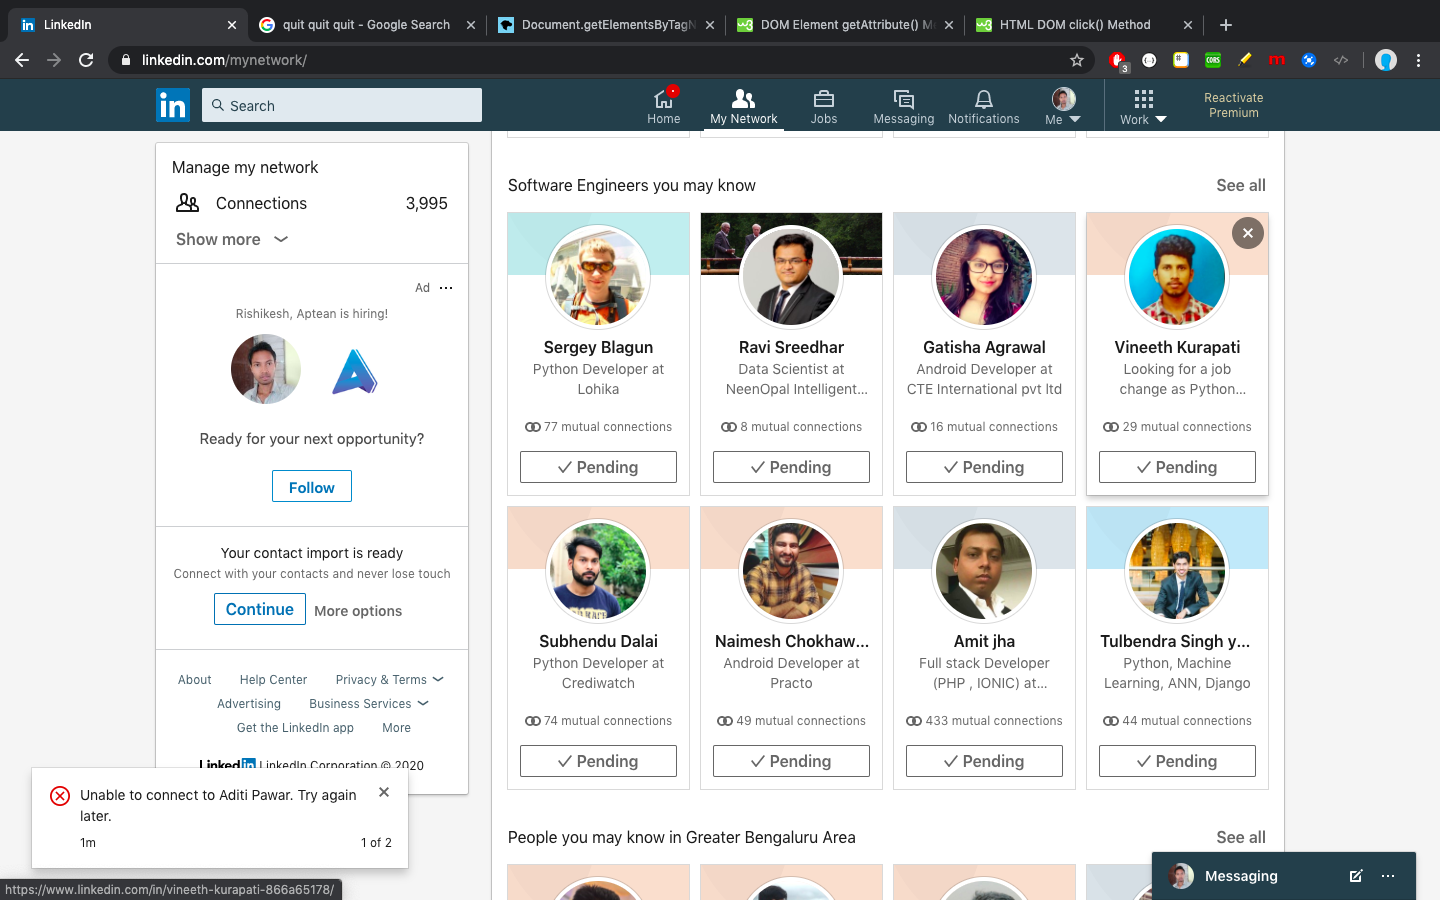 LinkedIn
quit quit quit - Google Search
Document.getElementsByTagN
DOM Element getAttribute() M
HTML DOM click() Method
linkedin.com/mynetwork/
3
CORS
m
in
Search
Home
My Network
Jobs
Messaging
Notifications
Me
Work
Reactivate
Premium
Manage my network
Connections 3,995
Show more
Ad
Rishikesh, Aptean is hiring!
Ready for your next opportunity?
Follow
Your contact import is ready
Connect with your contacts and never lose touch
Continue More options
About Help Center Privacy & Terms
Advertising Business Services
Get the LinkedIn app More
LinkedIn LinkedIn Corporation © 2020
Unable to connect to Aditi Pawar. Try again
later.
1m 1 of 2
https://www.linkedin.com/in/vineeth-kurapati-866a65178/
Software Engineers you may know See all
Sergey Blagun
Python Developer at
Lohika
77 mutual connections
Pending
Ravi Sreedhar
Data Scientist at
NeenOpal Intelligent...
8 mutual connections
Pending
Gatisha Agrawal
Android Developer at
CTE International pvt ltd
16 mutual connections
Pending
Vineeth Kurapati
Looking for a job
change as Python...
29 mutual connections
Pending
Subhendu Dalai
Python Developer at
Crediwatch
74 mutual connections
Pending
Naimesh Chokhaw...
Android Developer at
Practo
49 mutual connections
Pending
Amit jha
Full stack Developer
(PHP , IONIC) at...
433 mutual connections
Pending
Tulbendra Singh y...
Python, Machine
Learning, ANN, Django
44 mutual connections
Pending
People you may know in Greater Bengaluru Area See all
Messaging